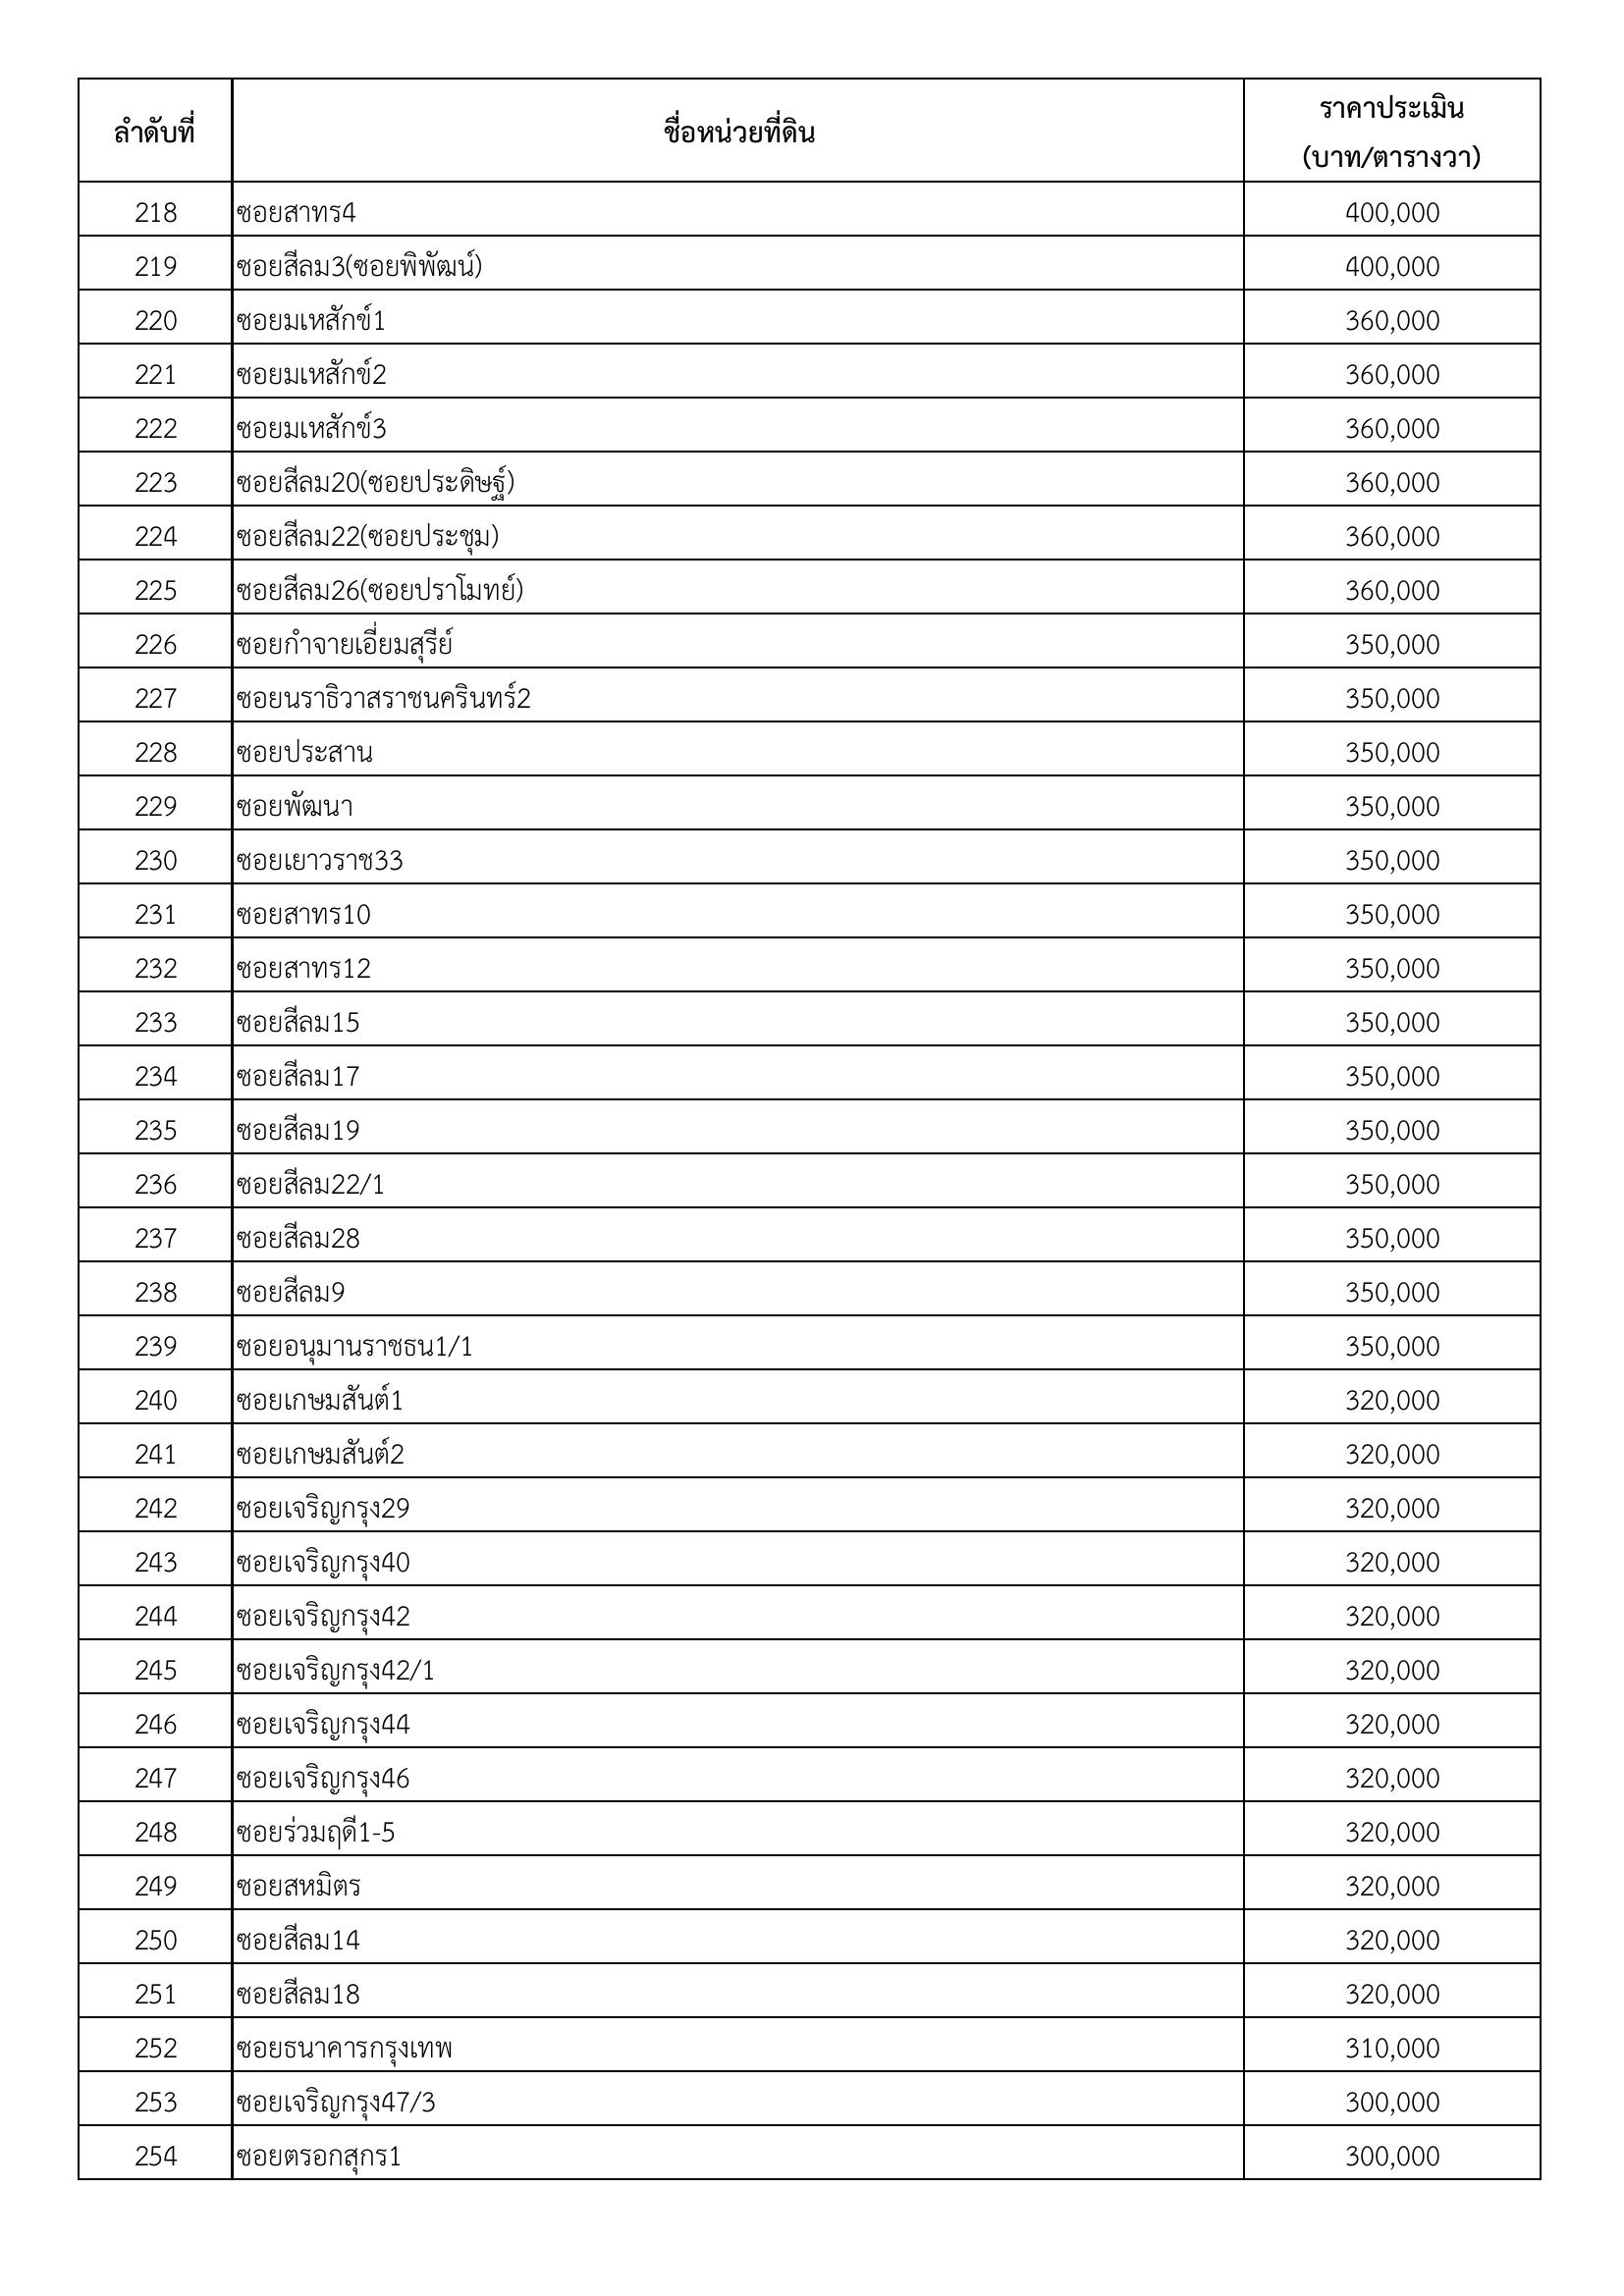 ลำดับที่ ชื่อหน่วยที่ดิน ราคาประเมิน
(บาท/ตารางวา)
218 ซอยสาทร4 400,000
219 ซอยสีลม3(ซอยพิพัฒน์) 400,000
220 ซอยมเหสักข์1 360,000
221 ซอยมเหสักข์2 360,000
222 ซอยมเหสักข์3 360,000
223 ซอยสีลม20(ซอยประดิษฐ์) 360,000
224 ซอยสีลม22(ซอยประชุม) 360,000
225 ซอยสีลม26(ซอยปราโมทย์) 360,000
226 ซอยกำจายเอี่ยมสุรีย์ 350,000
227 ซอยนราธิวาสราชนครินทร์2 350,000
228 ซอยประสาน 350,000
229 ซอยพัฒนา 350,000
230 ซอยเยาวราช33 350,000
231 ซอยสาทร10 350,000
232 ซอยสาทร12 350,000
233 ซอยสีลม15 350,000
234 ซอยสีลม17 350,000
235 ซอยสีลม19 350,000
236 ซอยสีลม22/1 350,000
237 ซอยสีลม28 350,000
238 ซอยสีลม9 350,000
239 ซอยอนุมานราชธน1/1 350,000
240 ซอยเกษมสันต์1 320,000
241 ซอยเกษมสันต์2 320,000
242 ซอยเจริญกรุง29 320,000
243 ซอยเจริญกรุง40 320,000
244 ซอยเจริญกรุง42 320,000
245 ซอยเจริญกรุง42/1 320,000
246 ซอยเจริญกรุง44 320,000
247 ซอยเจริญกรุง46 320,000
248 ซอยร่วมฤดี1-5 320,000
249 ซอยสหมิตร 320,000
250 ซอยสีลม14 320,000
251 ซอยสีลม18 320,000
252 ซอยธนาคารกรุงเทพ 310,000
253 ซอยเจริญกรุง47/3 300,000
254 ซอยตรอกสุกร1 300,000